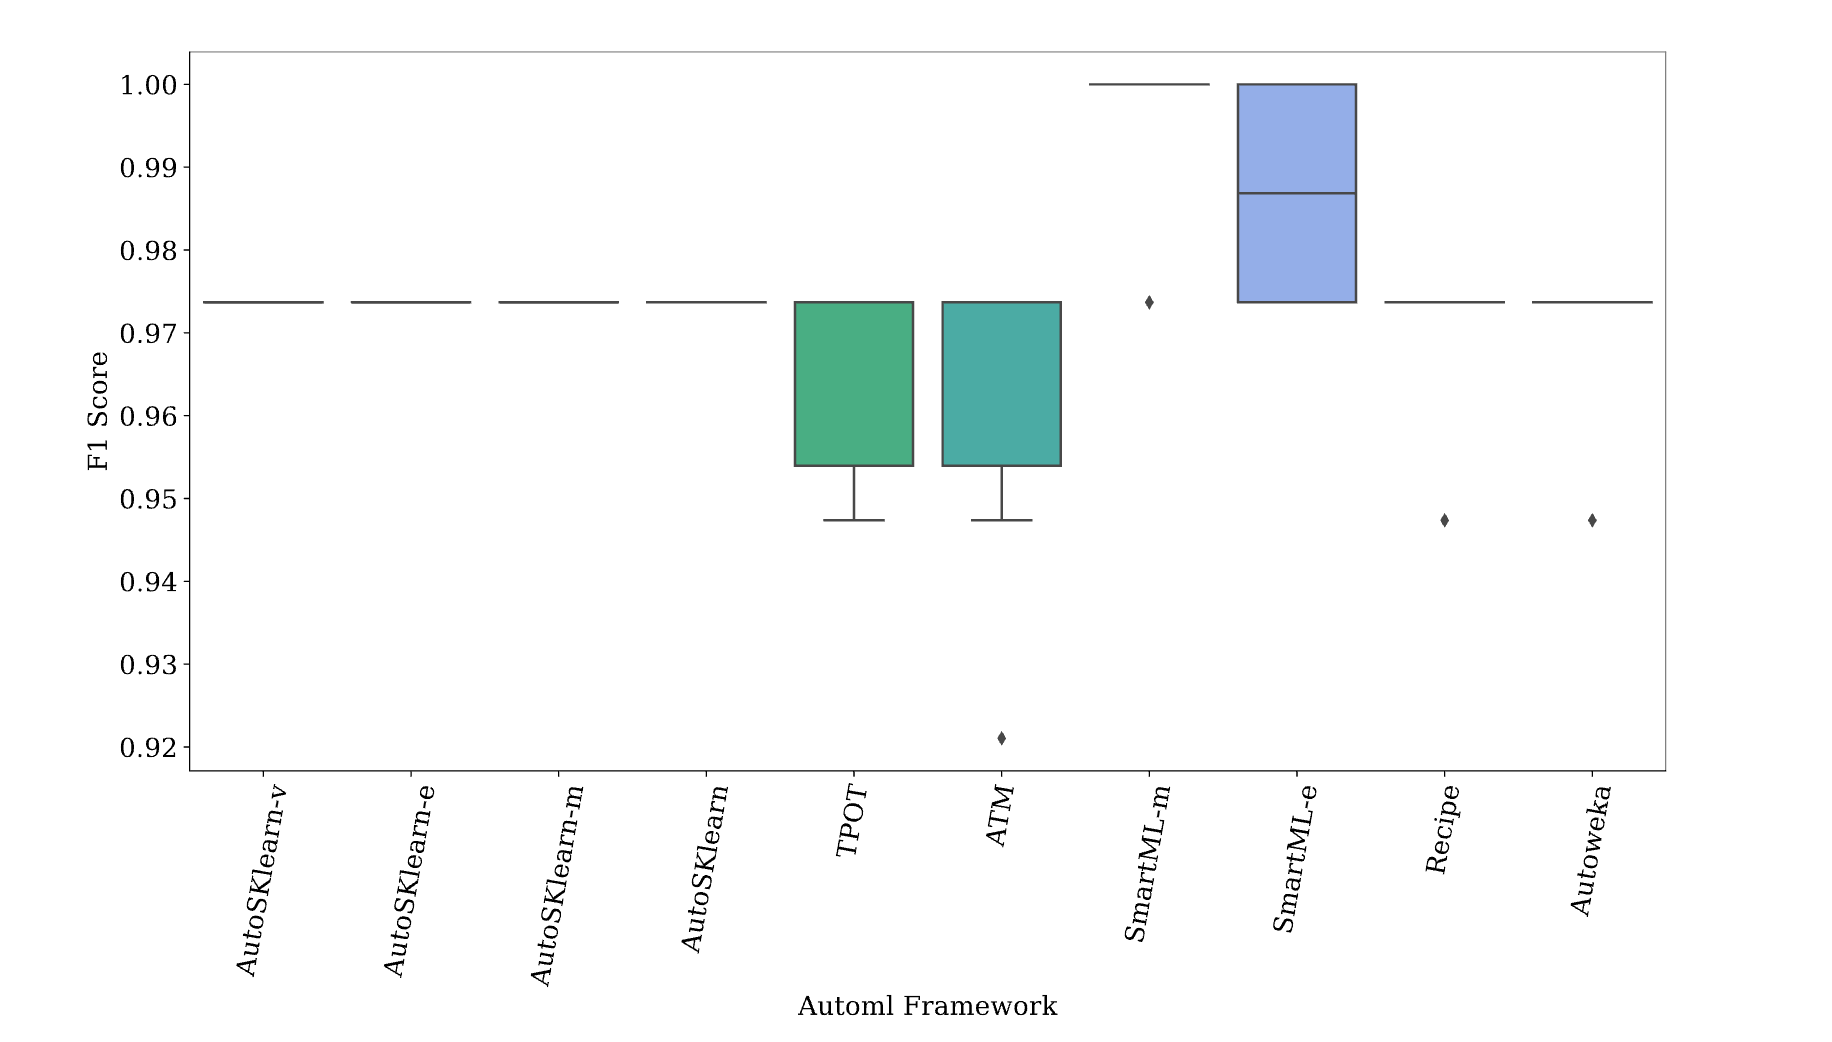 1.00
0.99
0.98
0.97
0.96
0.95
0.94
0.93
0.92
F1 Score
AutoSKlearn-v
AutoSKlearn-e
AutoSKlearn-m
AutoSKlearn
TPOT
ATM
SmartML-m
SmartML-e
Recipe
Autoweka
Automl Framework